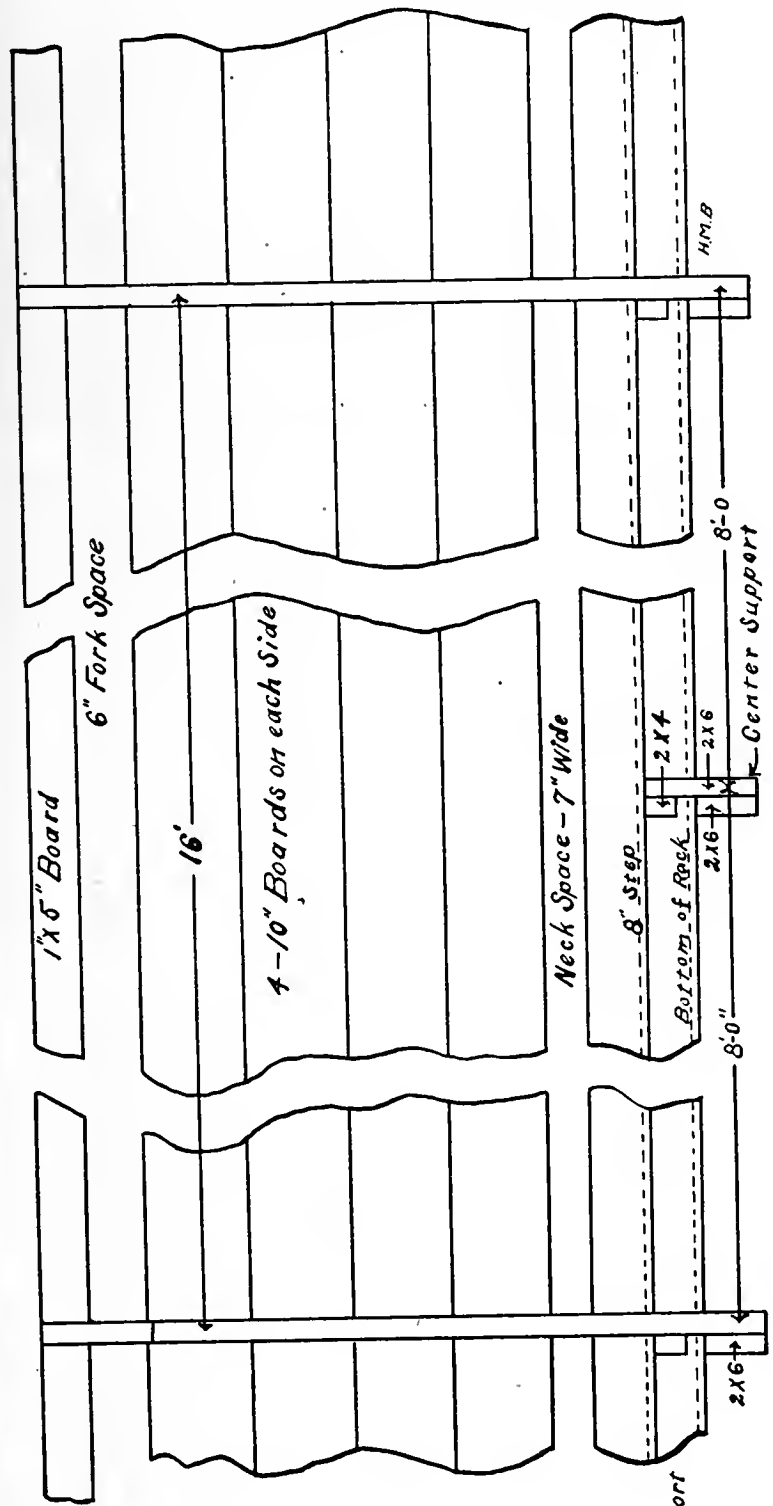 1"X5" Board
6" Fork Space
16'
4-10" Boards on each Side
Neck Space-7" Wide
8" Step
2X4
Bottom of Rack
2X6
2X6
8'-0"
8'-0
Center Support
2X6
H.M.B
ort